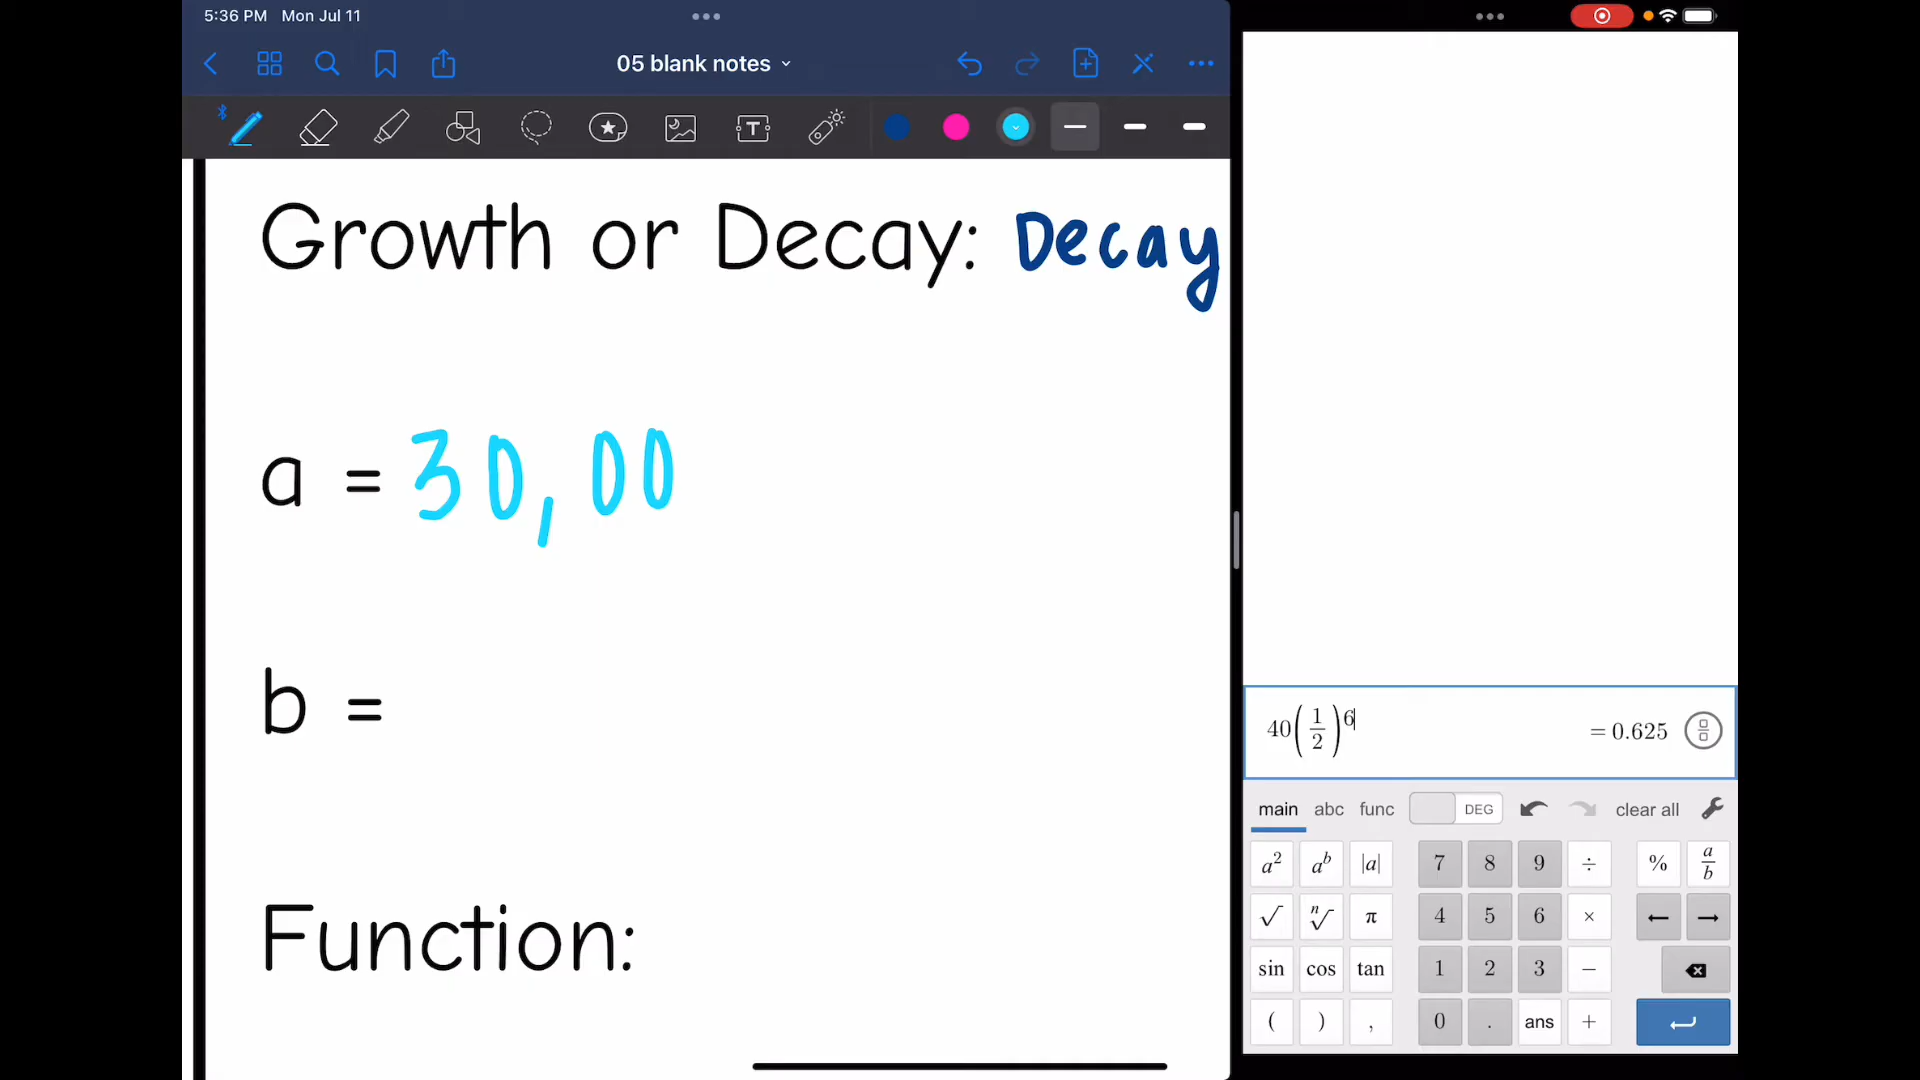 5:36 PM Mon Jul 11
05 blank notes
T
Growth or Decay: Decay
a = 30,00
b =
Function:
40(1/2)^6 = 0.625
main abc func DEG clear all
a^2 a^b |a| 7 8 9 ÷ % a/b
√ n√ π 4 5 6 × ← →
sin cos tan 1 2 3 −
( ) , 0 . ans +